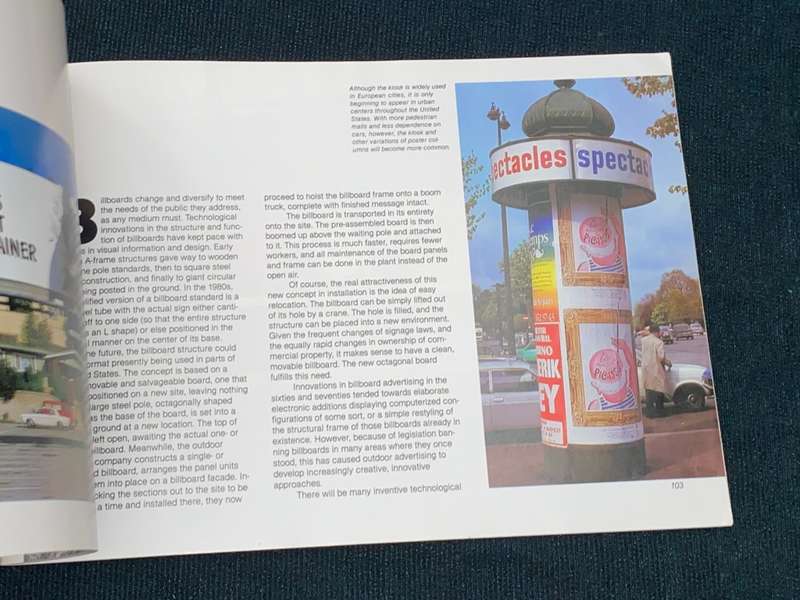 S
T
AINER
Although the kiosk is widely used
in European cities, it is only
beginning to appear in urban
centers throughout the United
States. With more pedestrian
malls and less dependence on
cars, however, the kiosk and
other variations of poster col-
umns will become more common.
B
illboards change and diversify to meet
the needs of the public they address,
as any medium must. Technological
innovations in the structure and func-
tion of billboards have kept pace with
s in visual information and design. Early
A-frame structures gave way to wooden
ne pole standards, then to square steel
construction, and finally to giant circular
ing posted in the ground. In the 1980s,
lified version of a billboard standard is a
el tube with the actual sign either canti-
ff to one side (so that the entire structure
s an L shape) or else positioned in the
l manner on the center of its base.
he future, the billboard structure could
ormat presently being used in parts of
d States. The concept is based on a
ovable and salvageable board, one that
ositioned on a new site, leaving nothing
large steel pole, octagonally shaped
as the base of the board, is set into a
ground at a new location. The top of
left open, awaiting the actual one- or
illboard. Meanwhile, the outdoor
company constructs a single- or
d billboard, arranges the panel units
em into place on a billboard facade. In-
cking the sections out to the site to be
a time and installed there, they now
proceed to hoist the billboard frame onto a boom
truck, complete with finished message intact.
The billboard is transported in its entirety
onto the site. The pre-assembled board is then
boomed up above the waiting pole and attached
to it. This process is much faster, requires fewer
workers, and all maintenance of the board panels
and frame can be done in the plant instead of the
open air.
Of course, the real attractiveness of this
new concept in installation is the idea of easy
relocation. The billboard can be simply lifted out
of its hole by a crane. The hole is filled, and the
structure can be placed into a new environment.
Given the frequent changes of signage laws, and
the equally rapid changes in ownership of com-
mercial property, it makes sense to have a clean,
movable billboard. The new octagonal board
fulfills this need.
Innovations in billboard advertising in the
sixties and seventies tended towards elaborate
electronic additions displaying computerized con-
figurations of some sort, or a simple restyling of
the structural frame of those billboards already in
existence. However, because of legislation ban-
ning billboards in many areas where they once
stood, this has caused outdoor advertising to
develop increasingly creative, innovative
approaches.
There will be many inventive technological
ectacles spectac
Picasso
Picasso
ERIK
EY
103